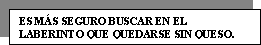 ES MÁS SEGURO BUSCAR EN EL
LABERINTO QUE QUEDARSE SIN QUESO.